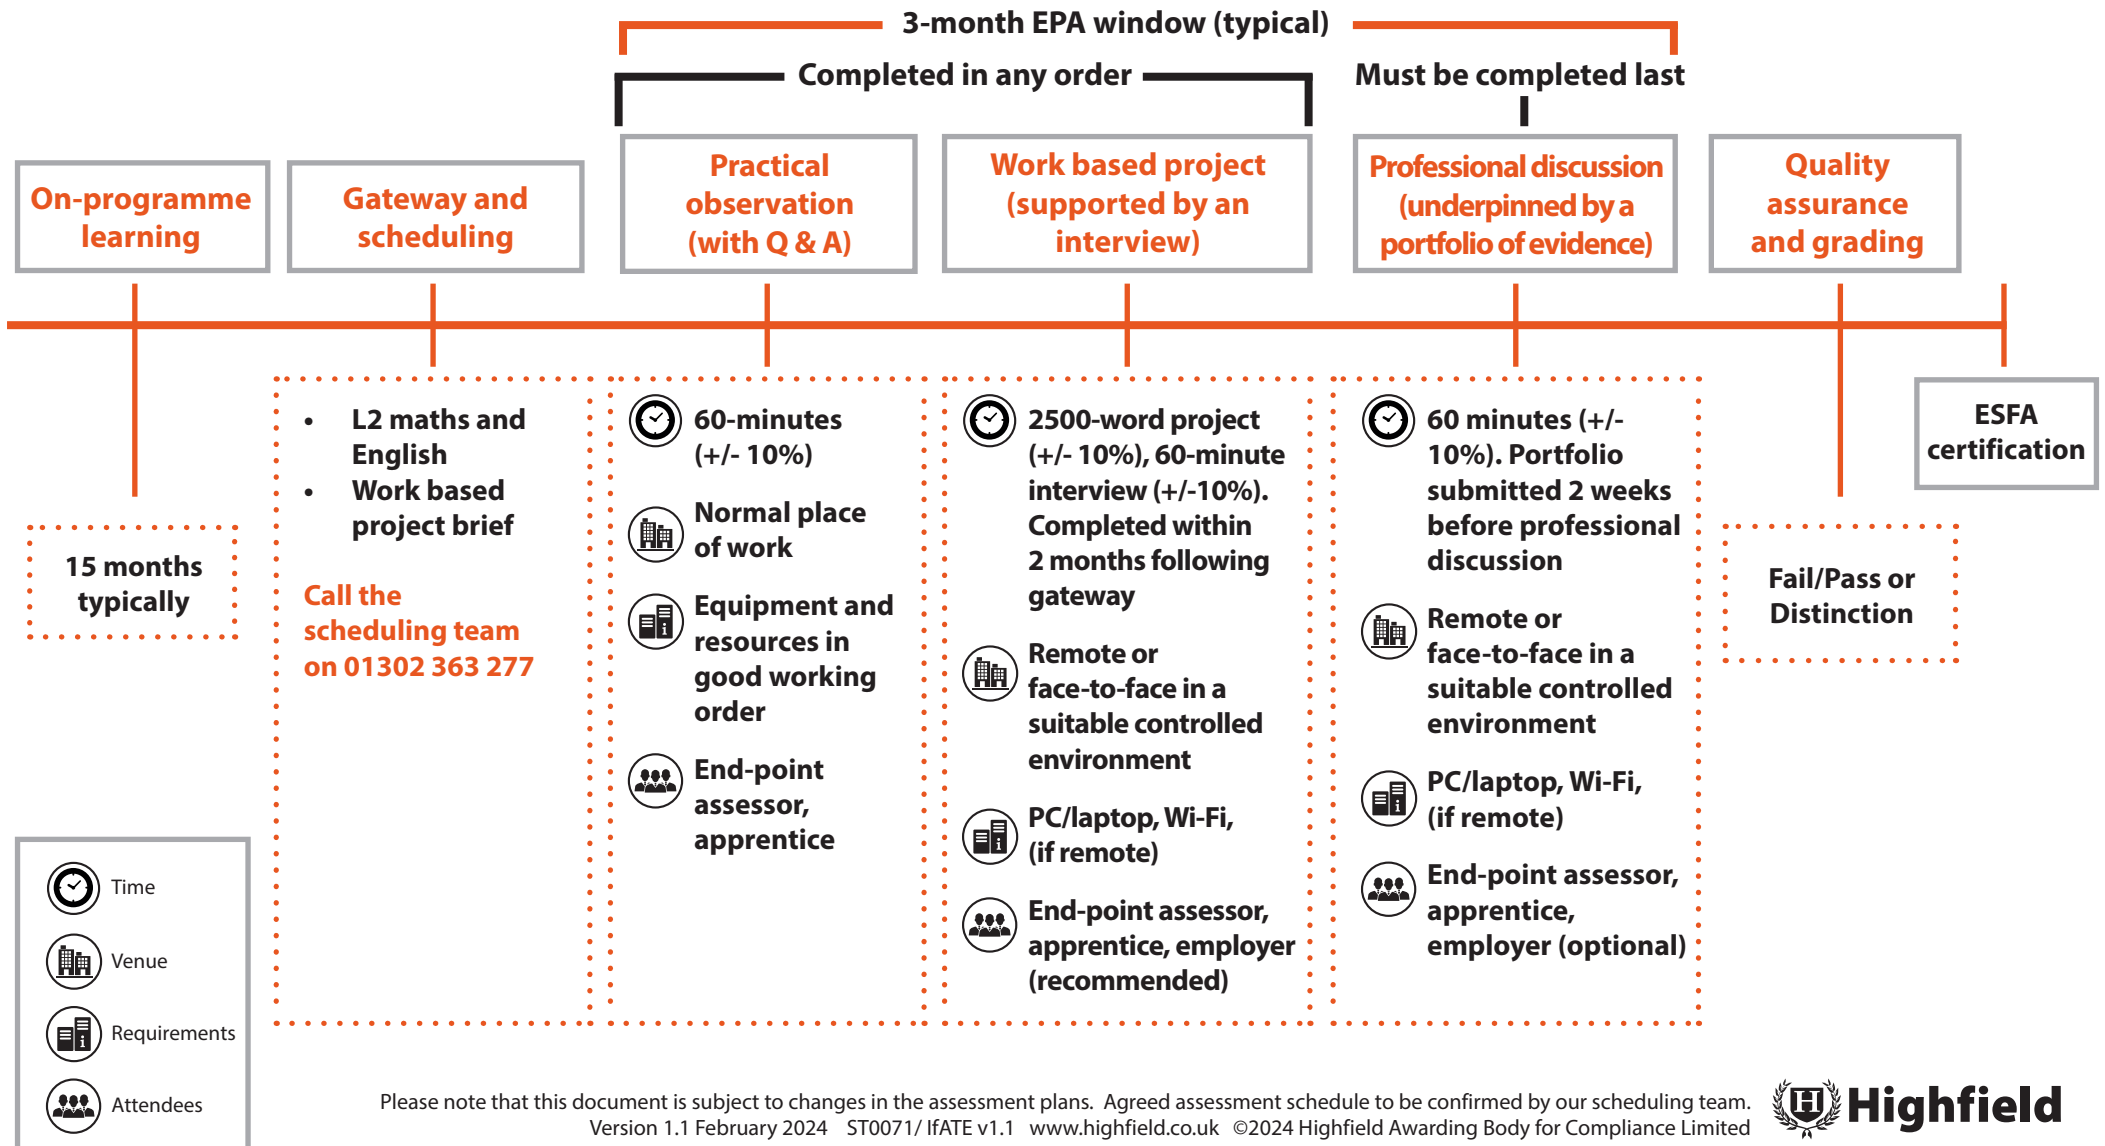 3-month EPA window (typical)
Completed in any order
Must be completed last
On-programme
learning
Gateway and
scheduling
Practical
observation
(with Q & A)
Work based project
(supported by an
interview)
Professional discussion
(underpinned by a
portfolio of evidence)
Quality
assurance
and grading
15 months
typically
• L2 maths and
English
• Work based
project brief
Call the
scheduling team
on 01302 363 277
60-minutes
(+/- 10%)
Normal place
of work
Equipment and
resources in
good working
order
End-point
assessor,
apprentice
2500-word project
(+/- 10%), 60-minute
interview (+/-10%).
Completed within
2 months following
gateway
Remote or
face-to-face in a
suitable controlled
environment
PC/laptop, Wi-Fi,
(if remote)
End-point assessor,
apprentice, employer
(recommended)
60 minutes (+/-
10%). Portfolio
submitted 2 weeks
before professional
discussion
Remote or
face-to-face in a
suitable controlled
environment
PC/laptop, Wi-Fi,
(if remote)
End-point assessor,
apprentice,
employer (optional)
Fail/Pass or
Distinction
ESFA
certification
Time
Venue
Requirements
Attendees
Please note that this document is subject to changes in the assessment plans. Agreed assessment schedule to be confirmed by our scheduling team.
Version 1.1 February 2024 ST0071/ IfATE v1.1 www.highfield.co.uk ©2024 Highfield Awarding Body for Compliance Limited
H Highfield